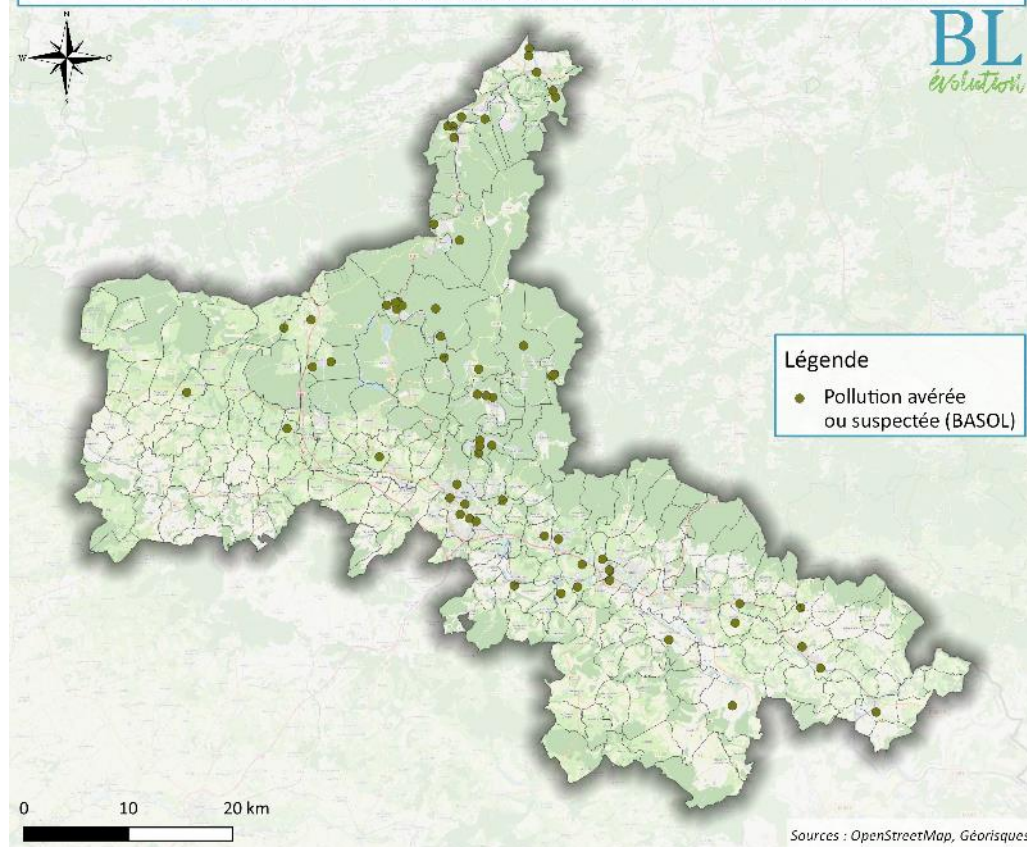 N
W
O
S
BL
évolution
Légende
Pollution avérée
ou suspectée (BASOL)
0 10 20 km
Sources : OpenStreetMap, Géorisques